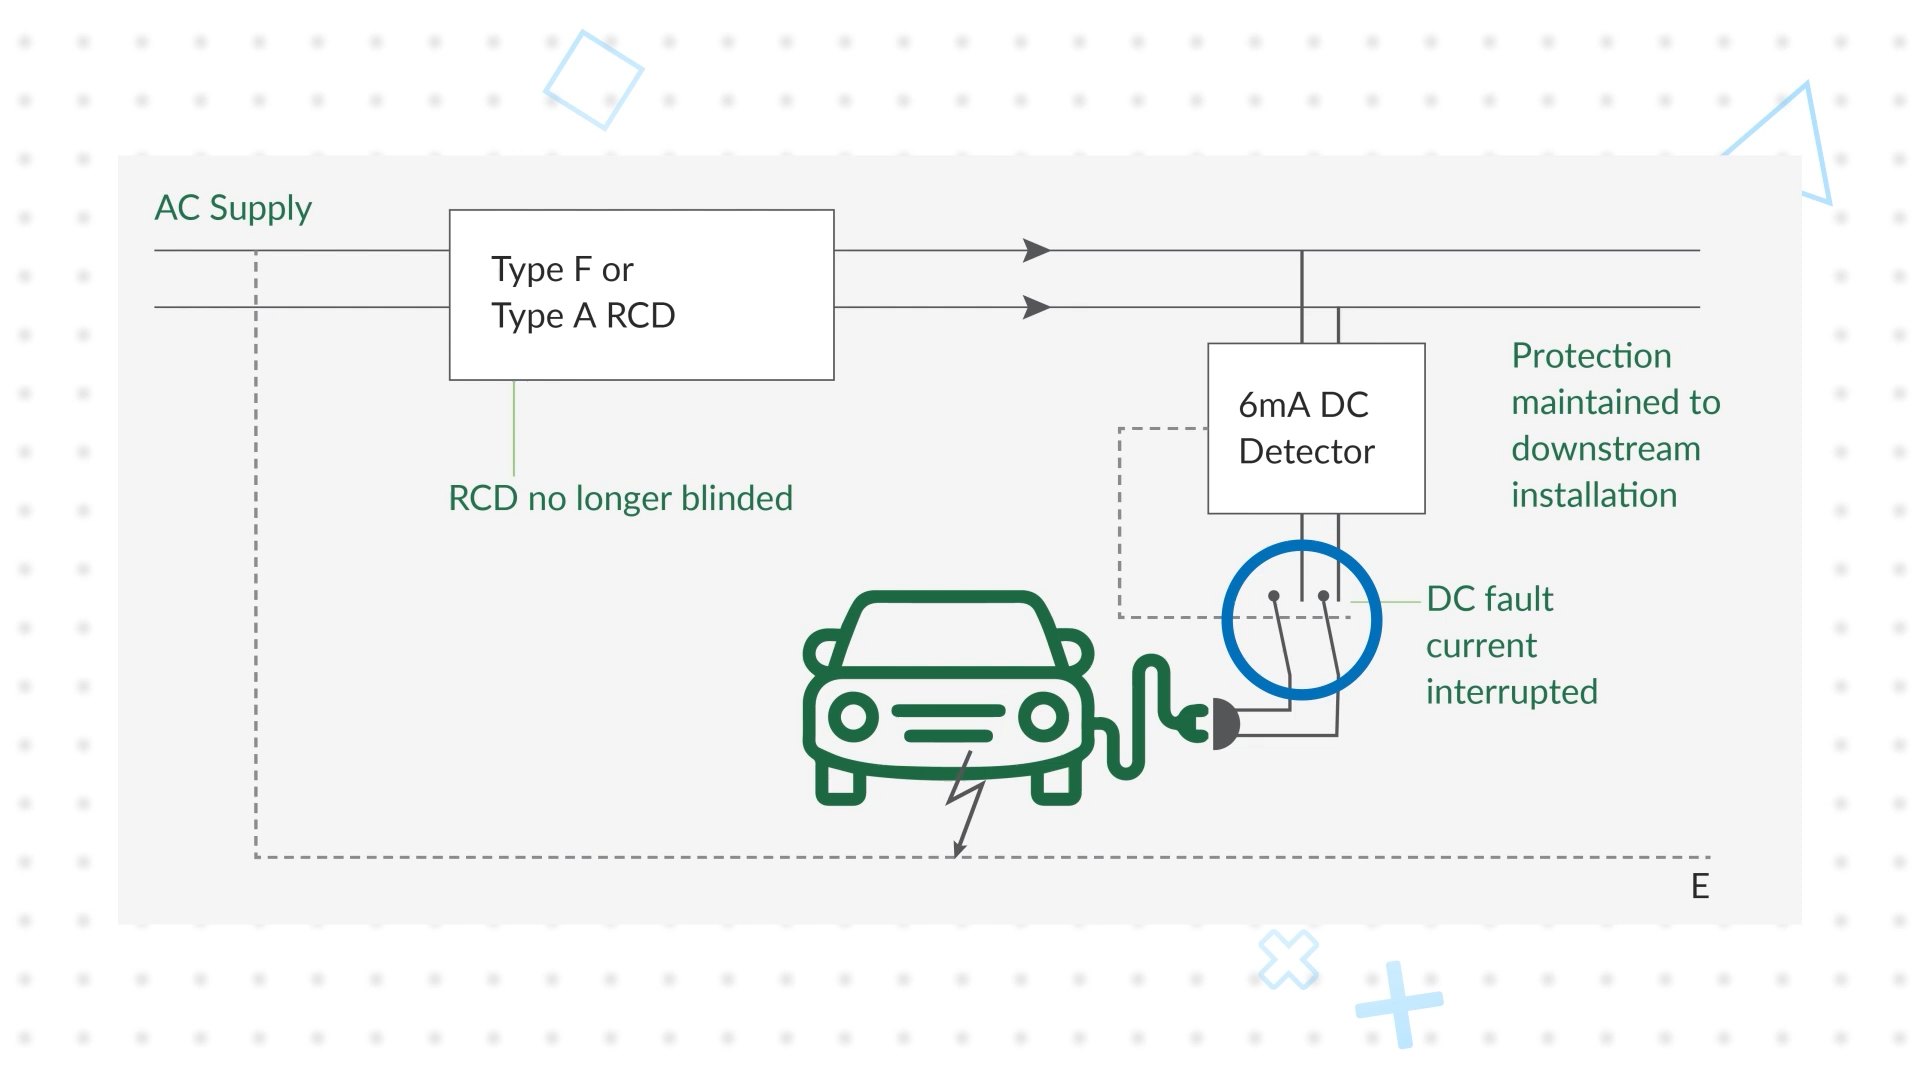 AC Supply
Type F or
Type A RCD
RCD no longer blinded
6mA DC
Detector
Protection
maintained to
downstream
installation
DC fault
current
interrupted
E